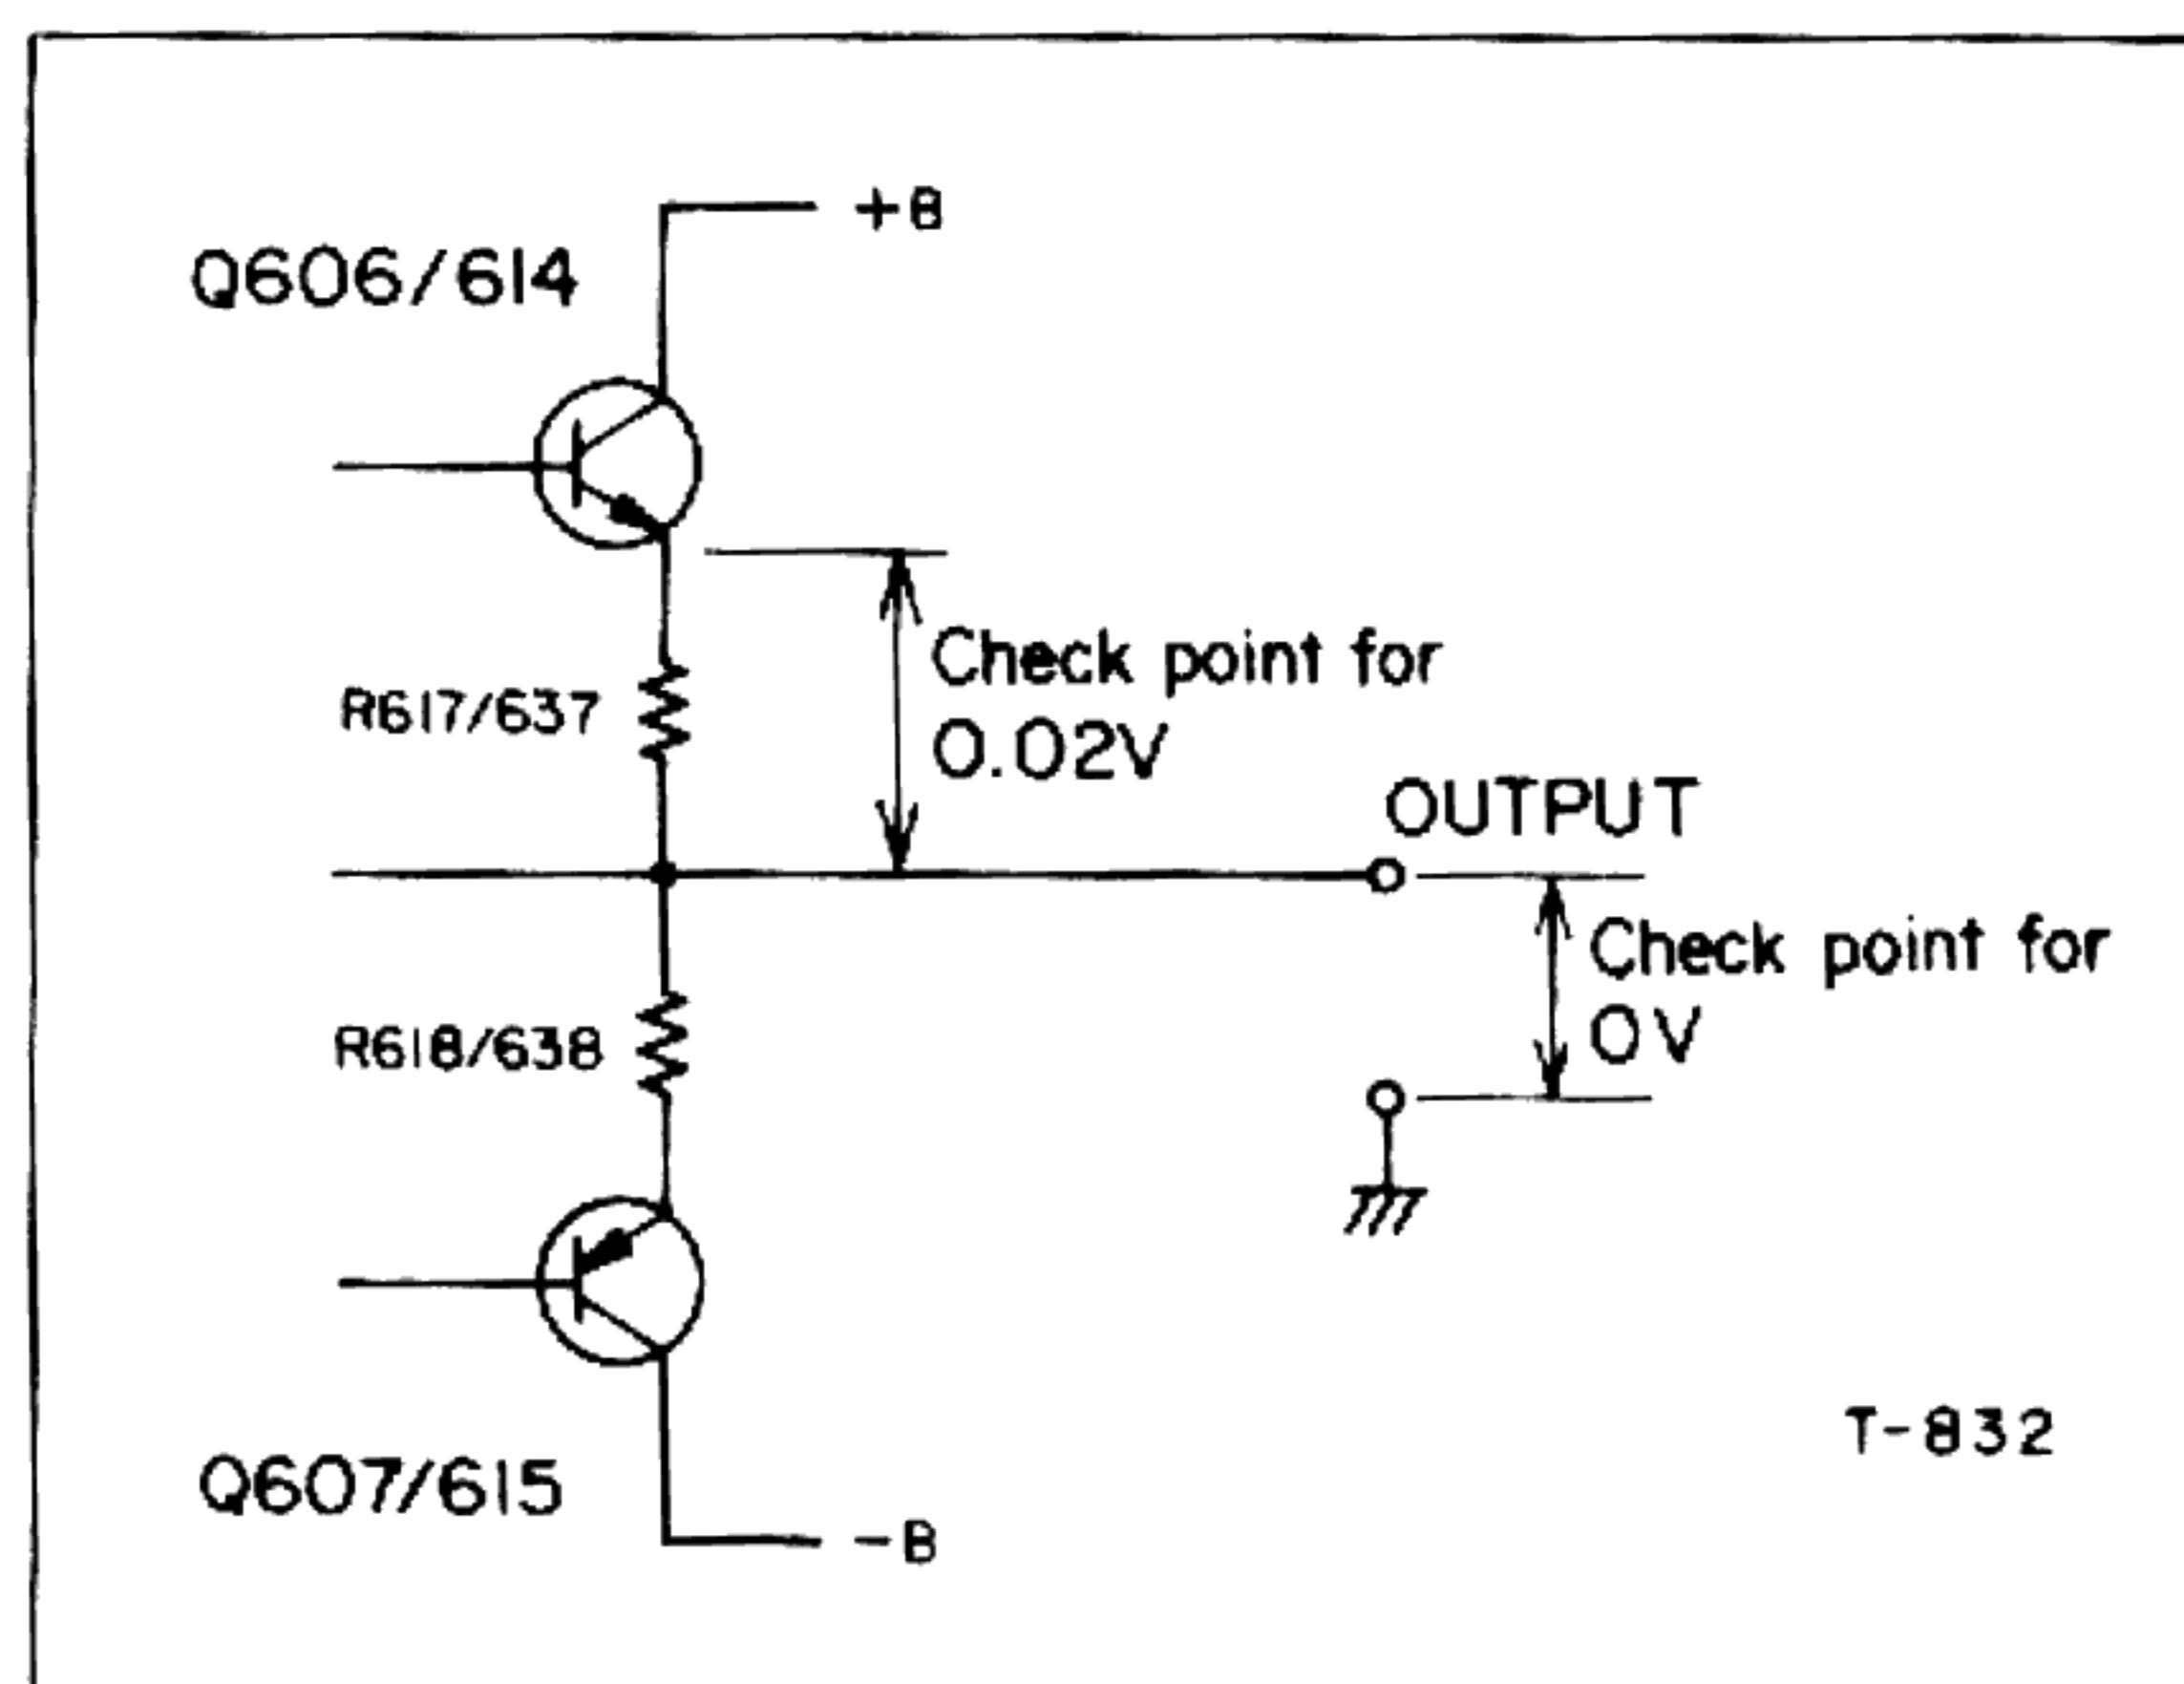 +B
Q606/614
Check point for
0.02V
R617/637
OUTPUT
Check point for
0V
R618/638
T-832
Q607/615
-B